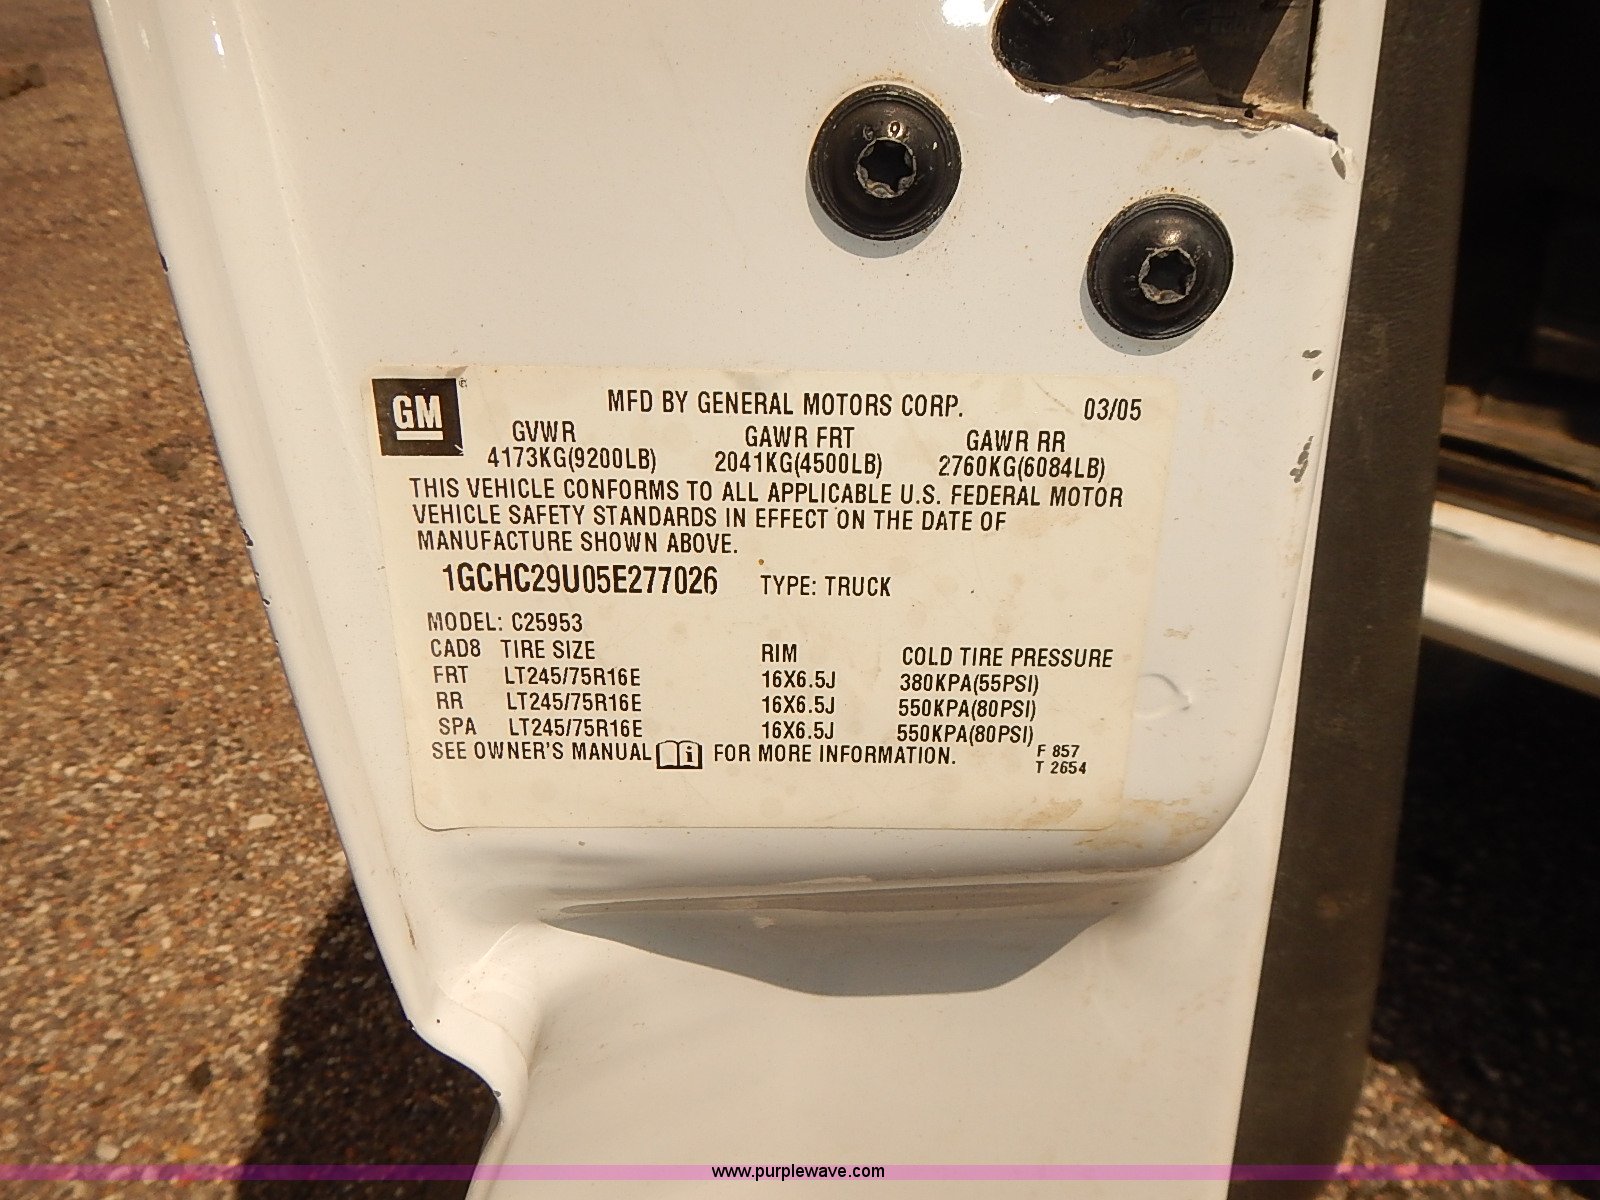 GM
MFD BY GENERAL MOTORS CORP. 03/05
GVWR GAWR FRT GAWR RR
4173KG(9200LB) 2041KG(4500LB) 2760KG(6084LB)
THIS VEHICLE CONFORMS TO ALL APPLICABLE U.S. FEDERAL MOTOR
VEHICLE SAFETY STANDARDS IN EFFECT ON THE DATE OF
MANUFACTURE SHOWN ABOVE.
1GCHC29U05E277026 TYPE: TRUCK
MODEL: C25953
CAD8 TIRE SIZE RIM COLD TIRE PRESSURE
FRT LT245/75R16E 16X6.5J 380KPA(55PSI)
RR LT245/75R16E 16X6.5J 550KPA(80PSI)
SPA LT245/75R16E 16X6.5J 550KPA(80PSI)
SEE OWNER'S MANUAL i FOR MORE INFORMATION. F 857
T 2654
www.purplewave.com